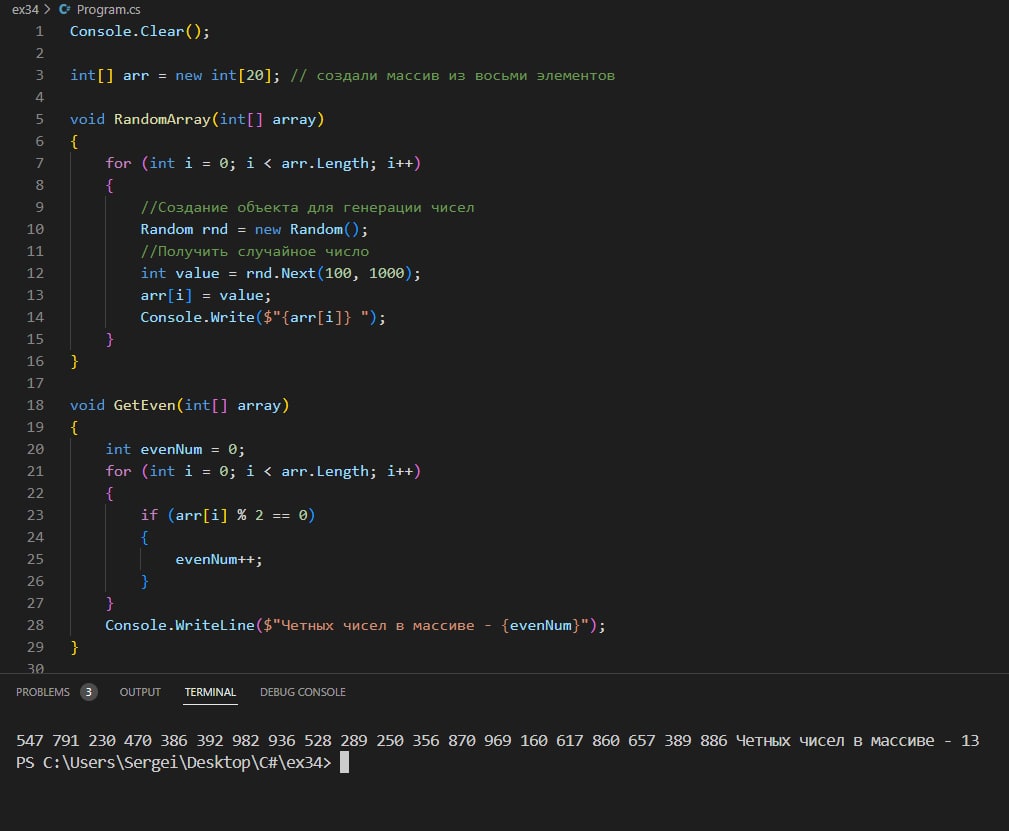 ex34 > Program.cs
1 Console.Clear();
2
3 int[] arr = new int[20]; // создали массив из восьми элементов
4
5 void RandomArray(int[] array)
6 {
7 for (int i = 0; i < arr.Length; i++)
8 {
9 //Создание объекта для генерации чисел
10 Random rnd = new Random();
11 //Получить случайное число
12 int value = rnd.Next(100, 1000);
13 arr[i] = value;
14 Console.Write($"{arr[i]} ");
15 }
16 }
17
18 void GetEven(int[] array)
19 {
20 int evenNum = 0;
21 for (int i = 0; i < arr.Length; i++)
22 {
23 if (arr[i] % 2 == 0)
24 {
25 evenNum++;
26 }
27 }
28 Console.WriteLine($"Четных чисел в массиве - {evenNum}");
29 }
30
PROBLEMS 3 OUTPUT TERMINAL DEBUG CONSOLE
547 791 230 470 386 392 982 936 528 289 250 356 870 969 160 617 860 657 389 886 Четных чисел в массиве - 13
PS C:\Users\Sergei\Desktop\C#\ex34>